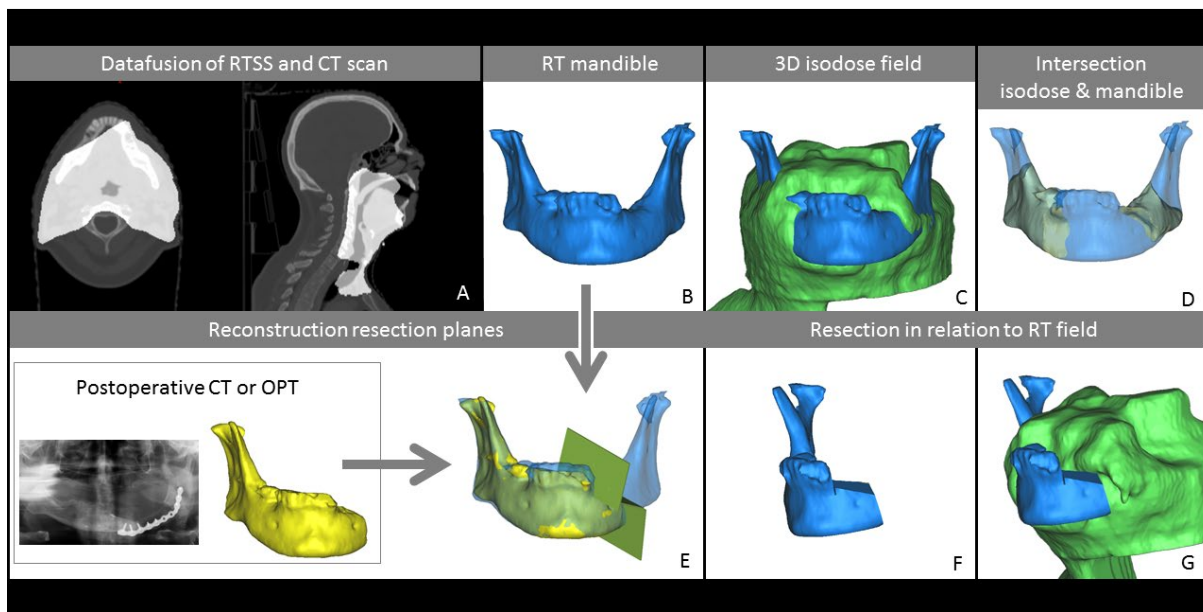 Datafusion of RTSS and CT scan
RT mandible
3D isodose field
Intersection
isodose & mandible
A
B
C
D
Reconstruction resection planes
Resection in relation to RT field
Postoperative CT or OPT
E
F
G